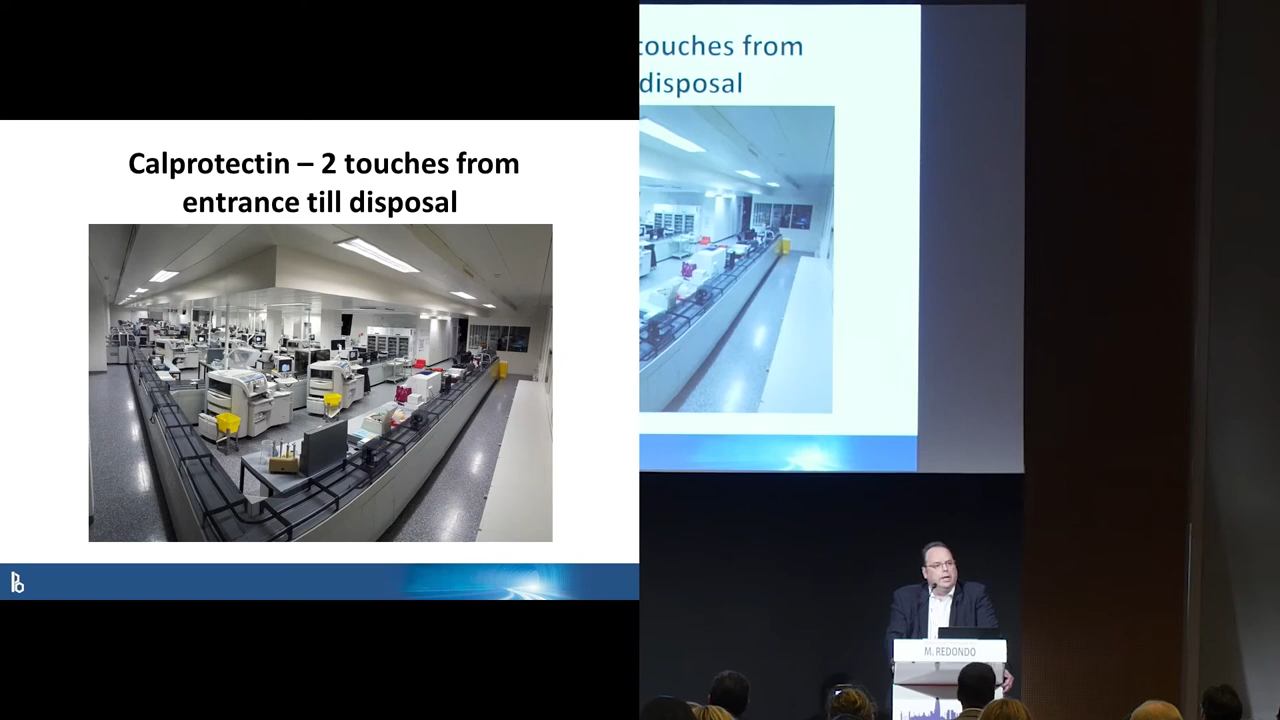 Calprotectin – 2 touches from
entrance till disposal
touches from
disposal
M. REDONDO